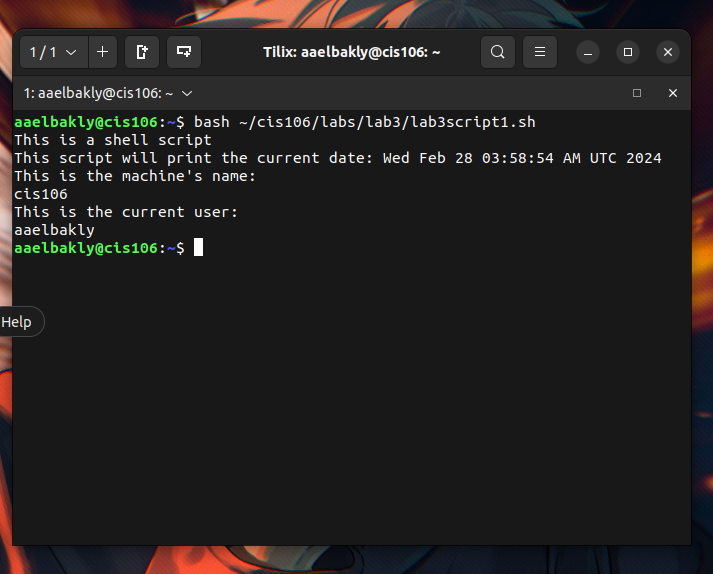 1 / 1
Tilix: aaelbakly@cis106: ~
1: aaelbakly@cis106: ~
aaelbakly@cis106:~$ bash ~/cis106/labs/lab3/lab3script1.sh
This is a shell script
This script will print the current date: Wed Feb 28 03:58:54 AM UTC 2024
This is the machine's name:
cis106
This is the current user:
aaelbakly
aaelbakly@cis106:~$
Help